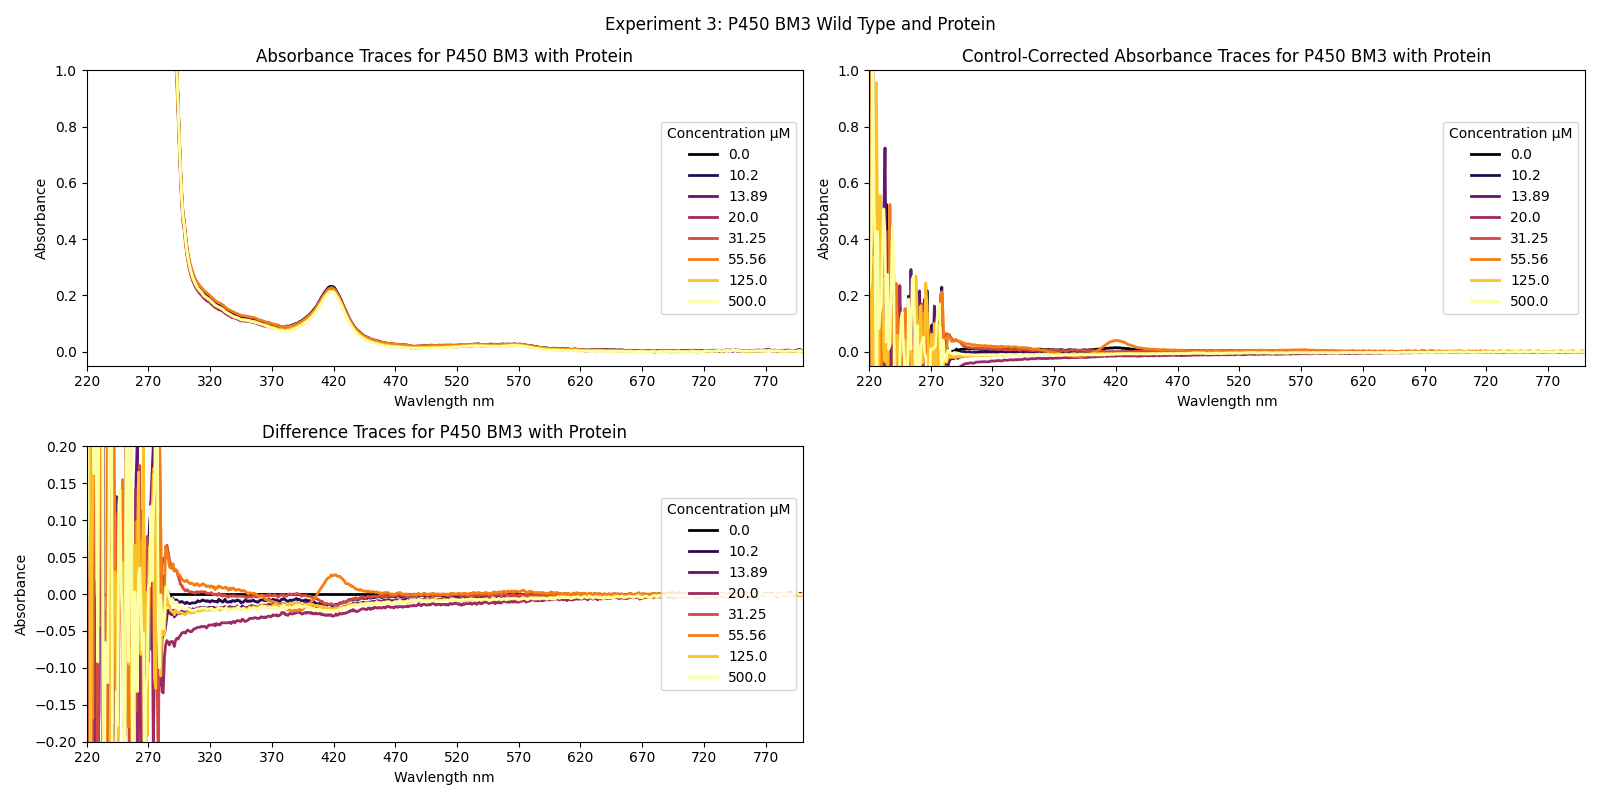 Experiment 3: P450 BM3 Wild Type and Protein
Absorbance Traces for P450 BM3 with Protein
Absorbance
1.0
0.8
0.6
0.4
0.2
0.0
220 270 320 370 420 470 520 570 620 670 720 770
Wavlength nm
Concentration μM
0.0
10.2
13.89
20.0
31.25
55.56
125.0
500.0
Control-Corrected Absorbance Traces for P450 BM3 with Protein
Absorbance
1.0
0.8
0.6
0.4
0.2
0.0
220 270 320 370 420 470 520 570 620 670 720 770
Wavlength nm
Concentration μM
0.0
10.2
13.89
20.0
31.25
55.56
125.0
500.0
Difference Traces for P450 BM3 with Protein
Absorbance
0.20
0.15
0.10
0.05
0.00
−0.05
−0.10
−0.15
−0.20
220 270 320 370 420 470 520 570 620 670 720 770
Wavlength nm
Concentration μM
0.0
10.2
13.89
20.0
31.25
55.56
125.0
500.0